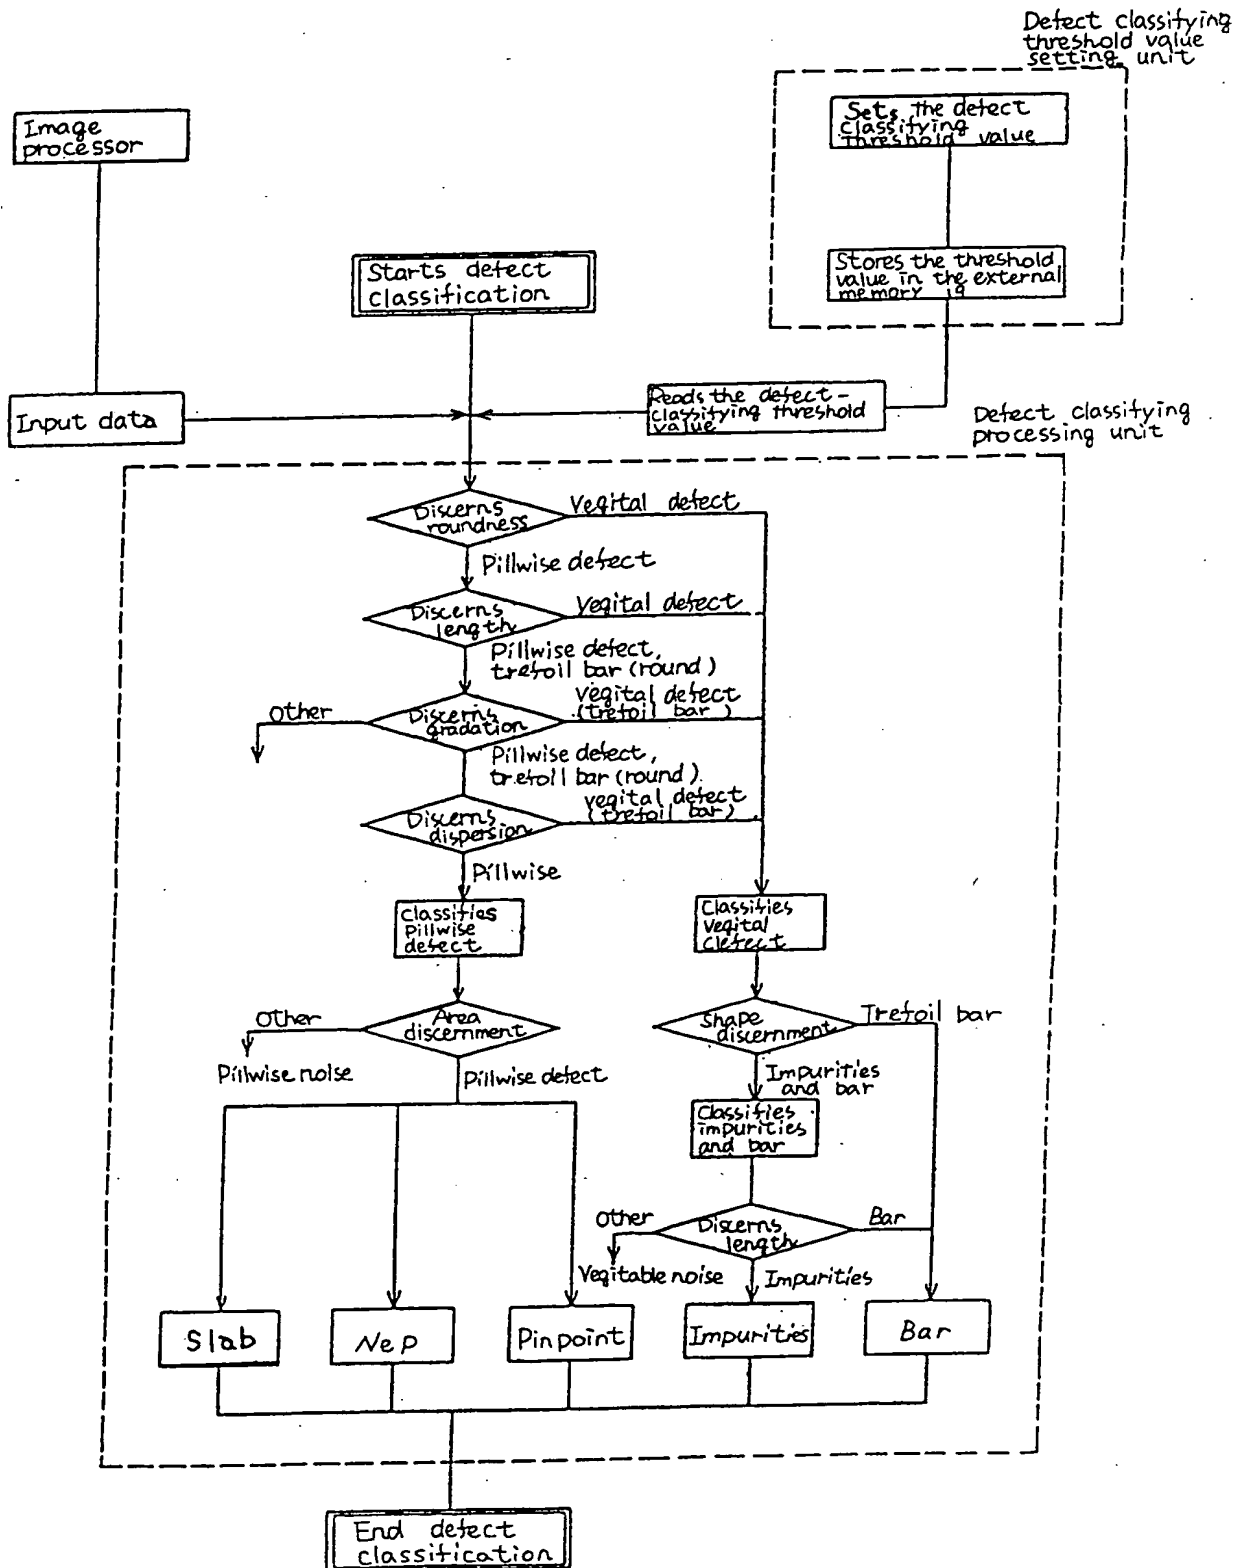 Defect classifying
threshold value
setting unit
Image
processor
Sets the defect
classifying
threshold value
Starts defect
classification
Stores the threshold
value in the external
memory 19
Input data
Reads the defect-
classifying threshold
value
Defect classifying
processing unit
Discerns
roundness
Vegital defect
Pillwise defect
Discerns
length
Vegital defect
Pillwise defect,
trefoil bar (round)
Other
Discerns
gradation
Vegital defect
(trefoil bar)
Pillwise defect,
trefoil bar (round).
Discerns
dispersion
vegital defect
(trefoil bar)
Pillwise
Classifies
Pillwise
defect
Classifies
Vegital
defect
Other
Area
discernment
Shape
discernment
Trefoil bar
Pillwise noise
Pillwise defect
Impurities
and bar
Classifies
impurities
and bar
Other
Discerns
length
Bar
Vegitable noise
Impurities
Slab
Nep
Pinpoint
Impurities
Bar
End defect
classification